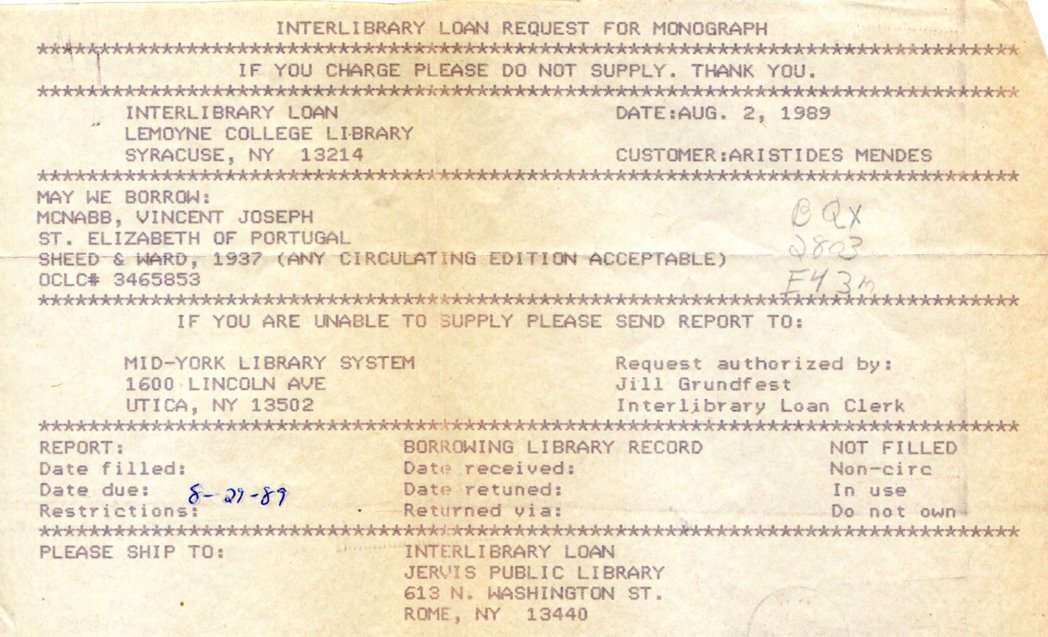 INTERLIBRARY LOAN REQUEST FOR MONOGRAPH
************************************************************************************
IF YOU CHARGE PLEASE DO NOT SUPPLY. THANK YOU.
************************************************************************************
INTERLIBRARY LOAN DATE:AUG. 2, 1989
LEMOYNE COLLEGE LIBRARY
SYRACUSE, NY 13214 CUSTOMER:ARISTIDES MENDES
************************************************************************************
MAY WE BORROW:
MCNABB, VINCENT JOSEPH BQX
ST. ELIZABETH OF PORTUGAL 2803
SHEED & WARD, 1937 (ANY CIRCULATING EDITION ACCEPTABLE)
OCLC# 3465853 E43m
************************************************************************************
IF YOU ARE UNABLE TO SUPPLY PLEASE SEND REPORT TO:
MID-YORK LIBRARY SYSTEM Request authorized by:
1600 LINCOLN AVE Jill Grundfest
UTICA, NY 13502 Interlibrary Loan Clerk
************************************************************************************
REPORT: BORROWING LIBRARY RECORD NOT FILLED
Date filled: Date received: Non-circ
Date due: 8-29-89 Date retuned: In use
Restrictions: Returned via: Do not own
************************************************************************************
PLEASE SHIP TO: INTERLIBRARY LOAN
JERVIS PUBLIC LIBRARY
613 N. WASHINGTON ST.
ROME, NY 13440